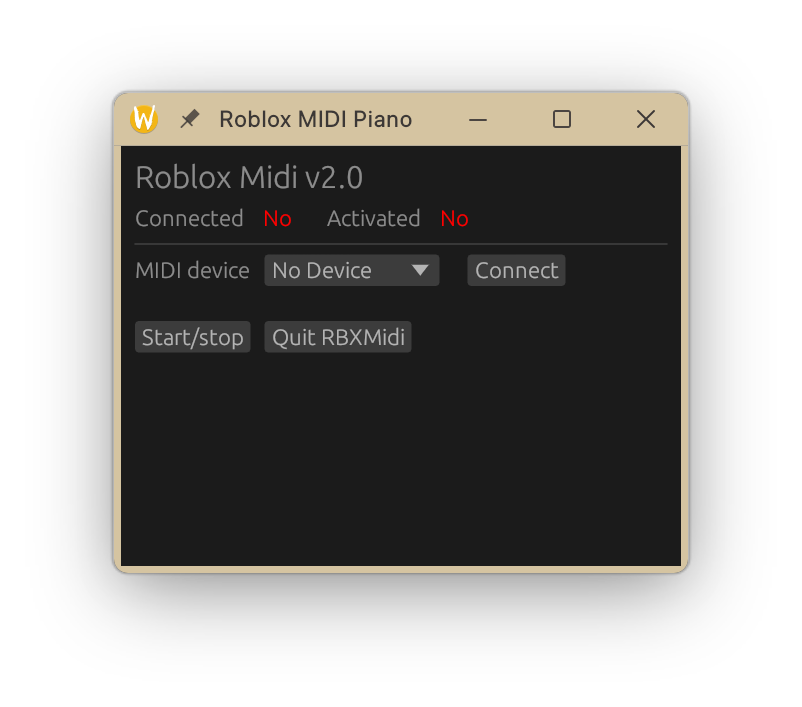 Roblox MIDI Piano
Roblox Midi v2.0
Connected No Activated No
MIDI device No Device Connect
Start/stop Quit RBXMidi